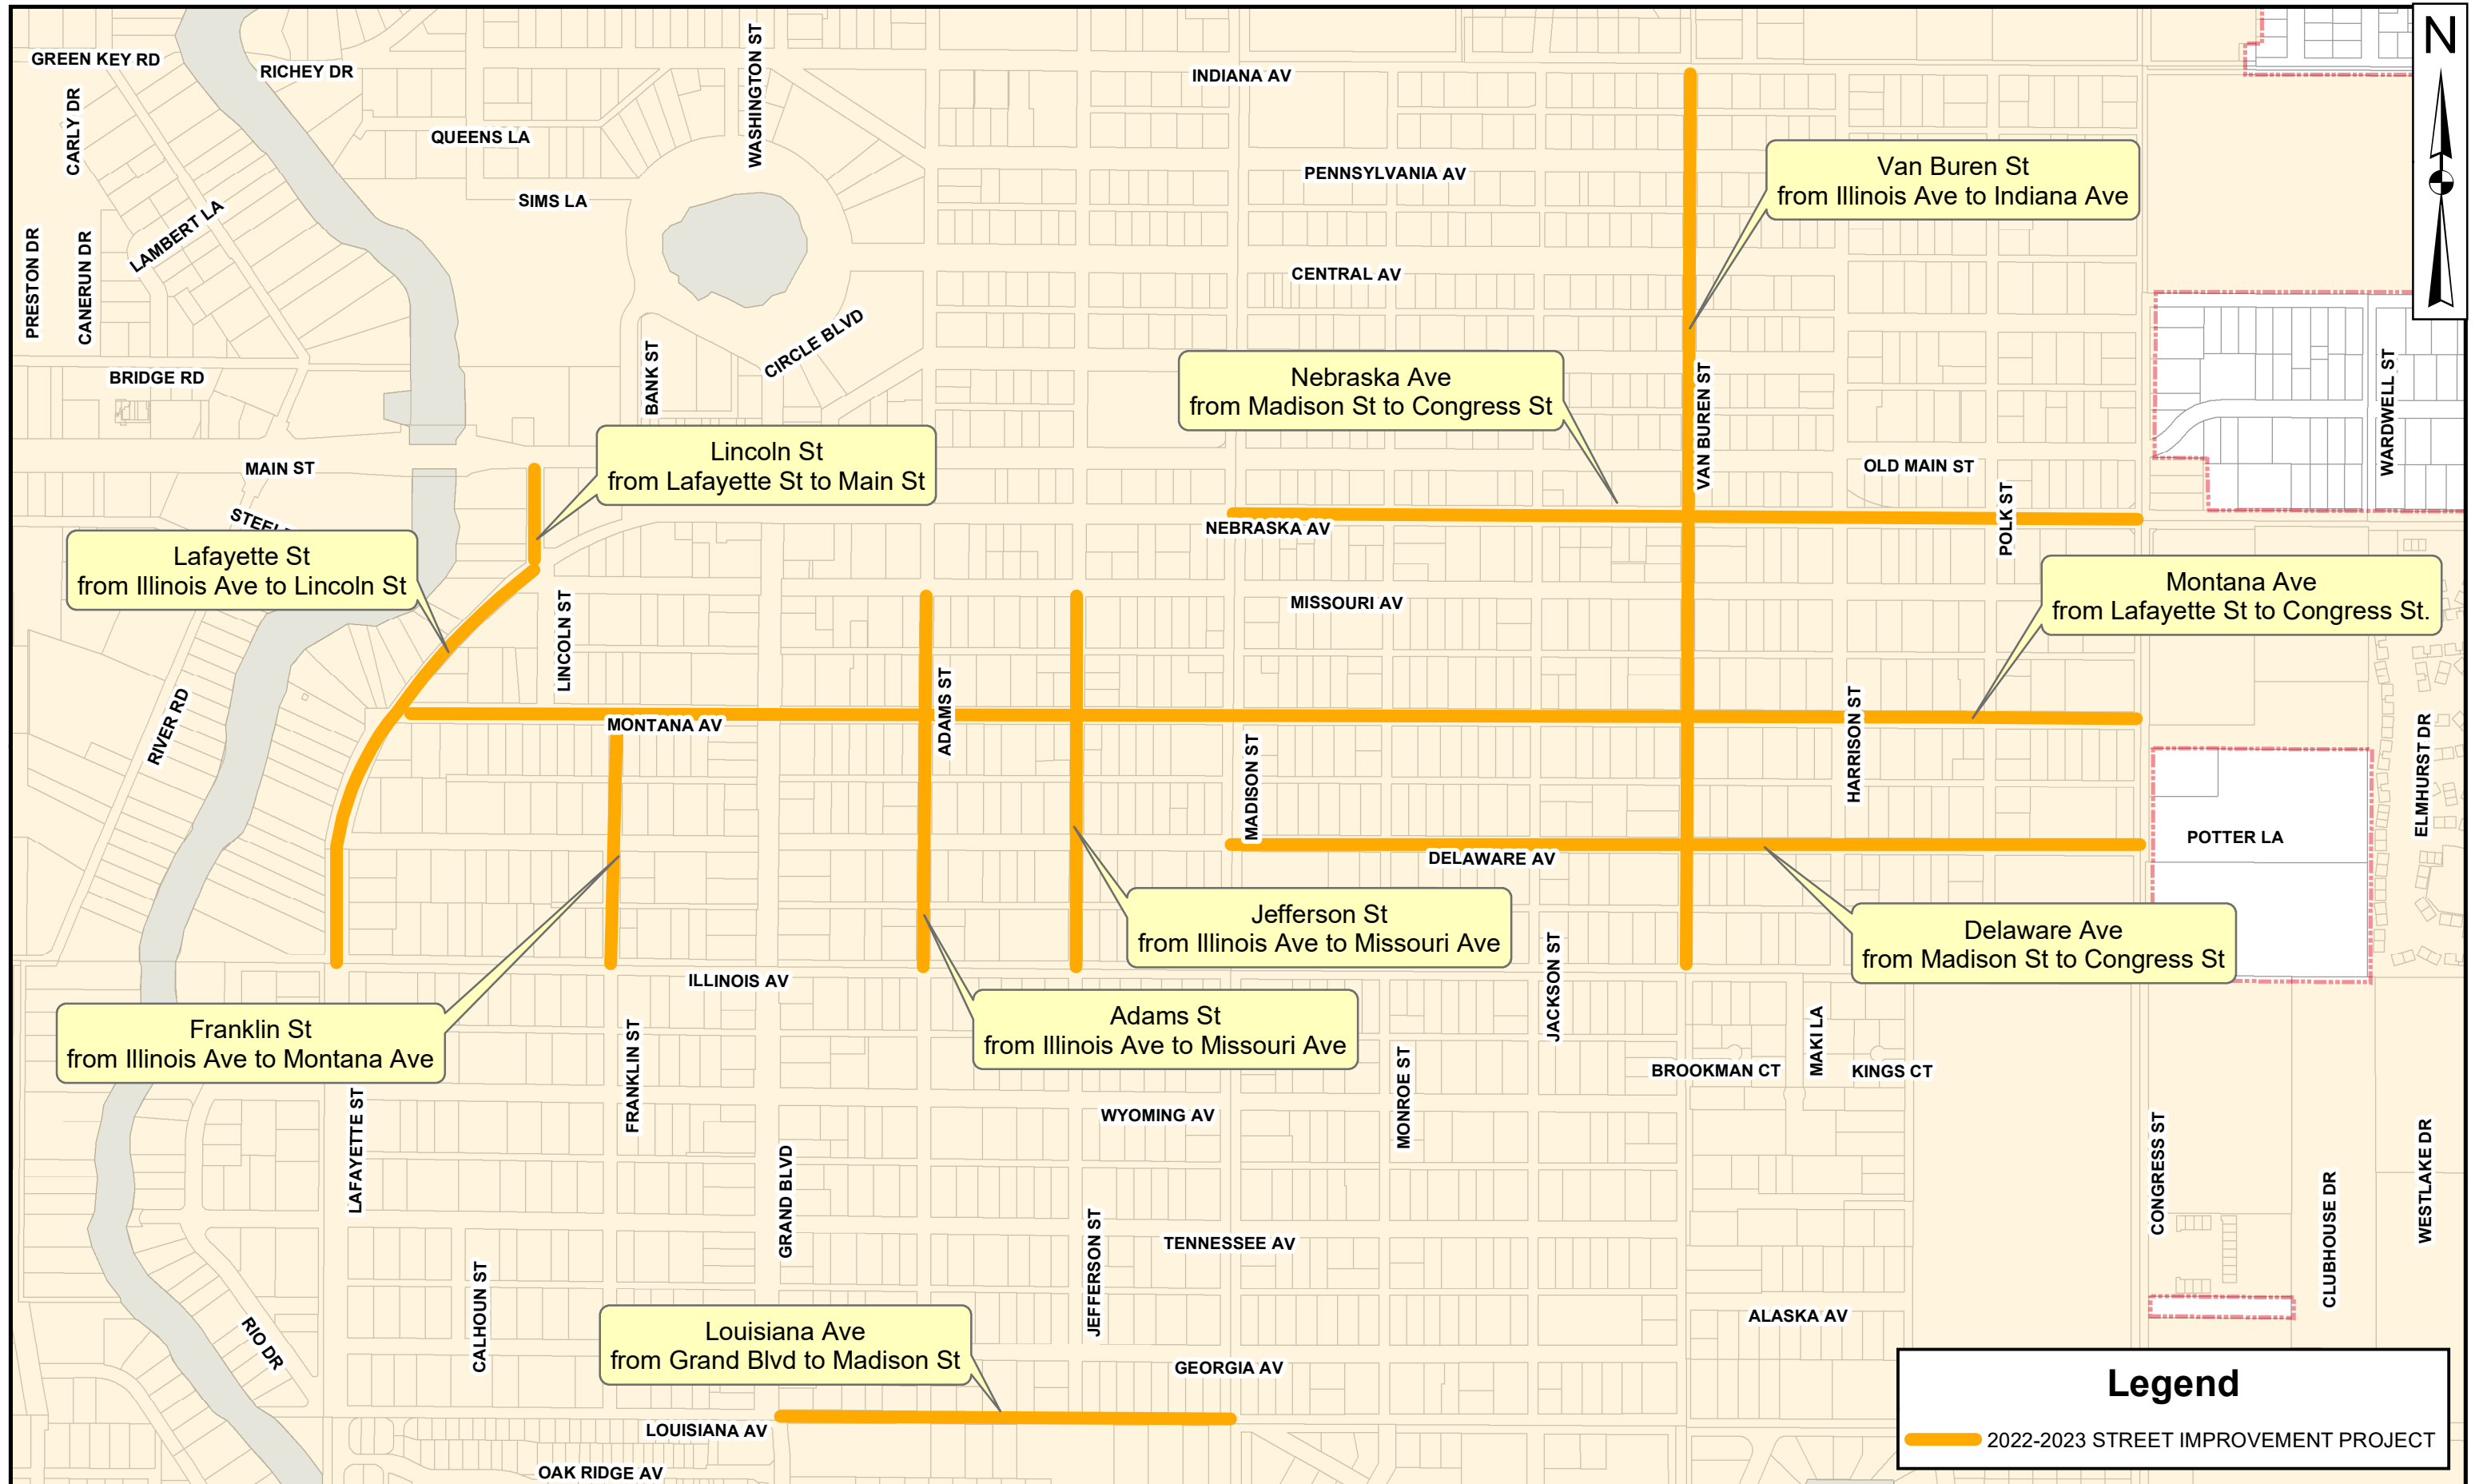 N
GREEN KEY RD
RICHEY DR
WASHINGTON ST
INDIANA AV
CARLY DR
QUEENS LA
PENNSYLVANIA AV
Van Buren St
from Illinois Ave to Indiana Ave
SIMS LA
LAMBERT LA
PRESTON DR
CANERUN DR
CENTRAL AV
CIRCLE BLVD
BANK ST
BRIDGE RD
Nebraska Ave
from Madison St to Congress St
VAN BUREN ST
WARDWELL ST
Lincoln St
from Lafayette St to Main St
MAIN ST
OLD MAIN ST
POLK ST
NEBRASKA AV
Lafayette St
from Illinois Ave to Lincoln St
LINCOLN ST
MISSOURI AV
Montana Ave
from Lafayette St to Congress St.
RIVER RD
MONTANA AV
ADAMS ST
MADISON ST
HARRISON ST
ELMHURST DR
POTTER LA
DELAWARE AV
Jefferson St
from Illinois Ave to Missouri Ave
Delaware Ave
from Madison St to Congress St
JACKSON ST
ILLINOIS AV
Franklin St
from Illinois Ave to Montana Ave
Adams St
from Illinois Ave to Missouri Ave
FRANKLIN ST
MONROE ST
MAKI LA
BROOKMAN CT
KINGS CT
LAFAYETTE ST
WYOMING AV
CONGRESS ST
WESTLAKE DR
GRAND BLVD
CLUBHOUSE DR
JEFFERSON ST
TENNESSEE AV
CALHOUN ST
RIO DR
ALASKA AV
Louisiana Ave
from Grand Blvd to Madison St
GEORGIA AV
LOUISIANA AV
OAK RIDGE AV
Legend
2022-2023 STREET IMPROVEMENT PROJECT